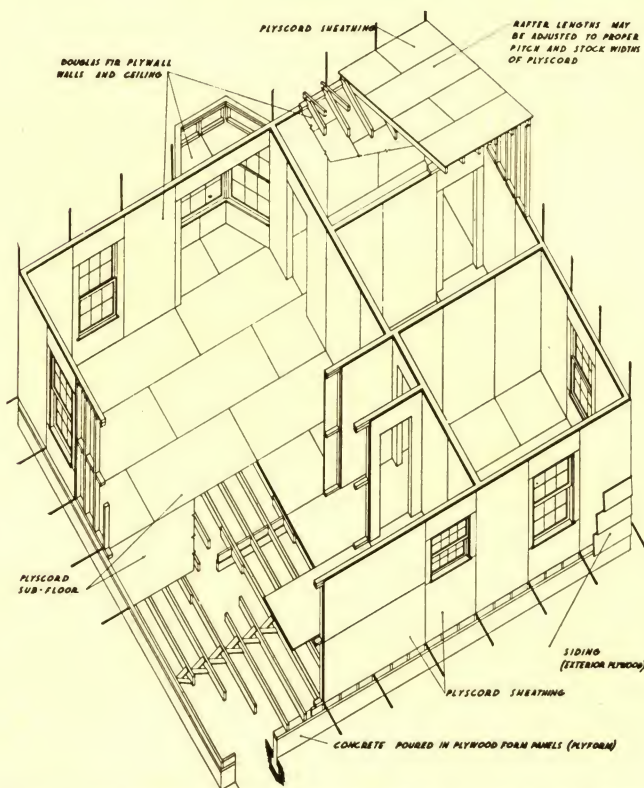 PLYSCORD SHEATHING
RAFTER LENGTHS MAY
BE ADJUSTED TO PROPER
PITCH AND STOCK WIDTHS
OF PLYSCORD
DOUGLAS FIR PLYWALL
WALLS AND CEILING
PLYSCORD
SUB-FLOOR
SIDING
(EXTERIOR PLYWOOD)
PLYSCORD SHEATHING
CONCRETE POURED IN PLYWOOD FORM PANELS (PLYFORM)